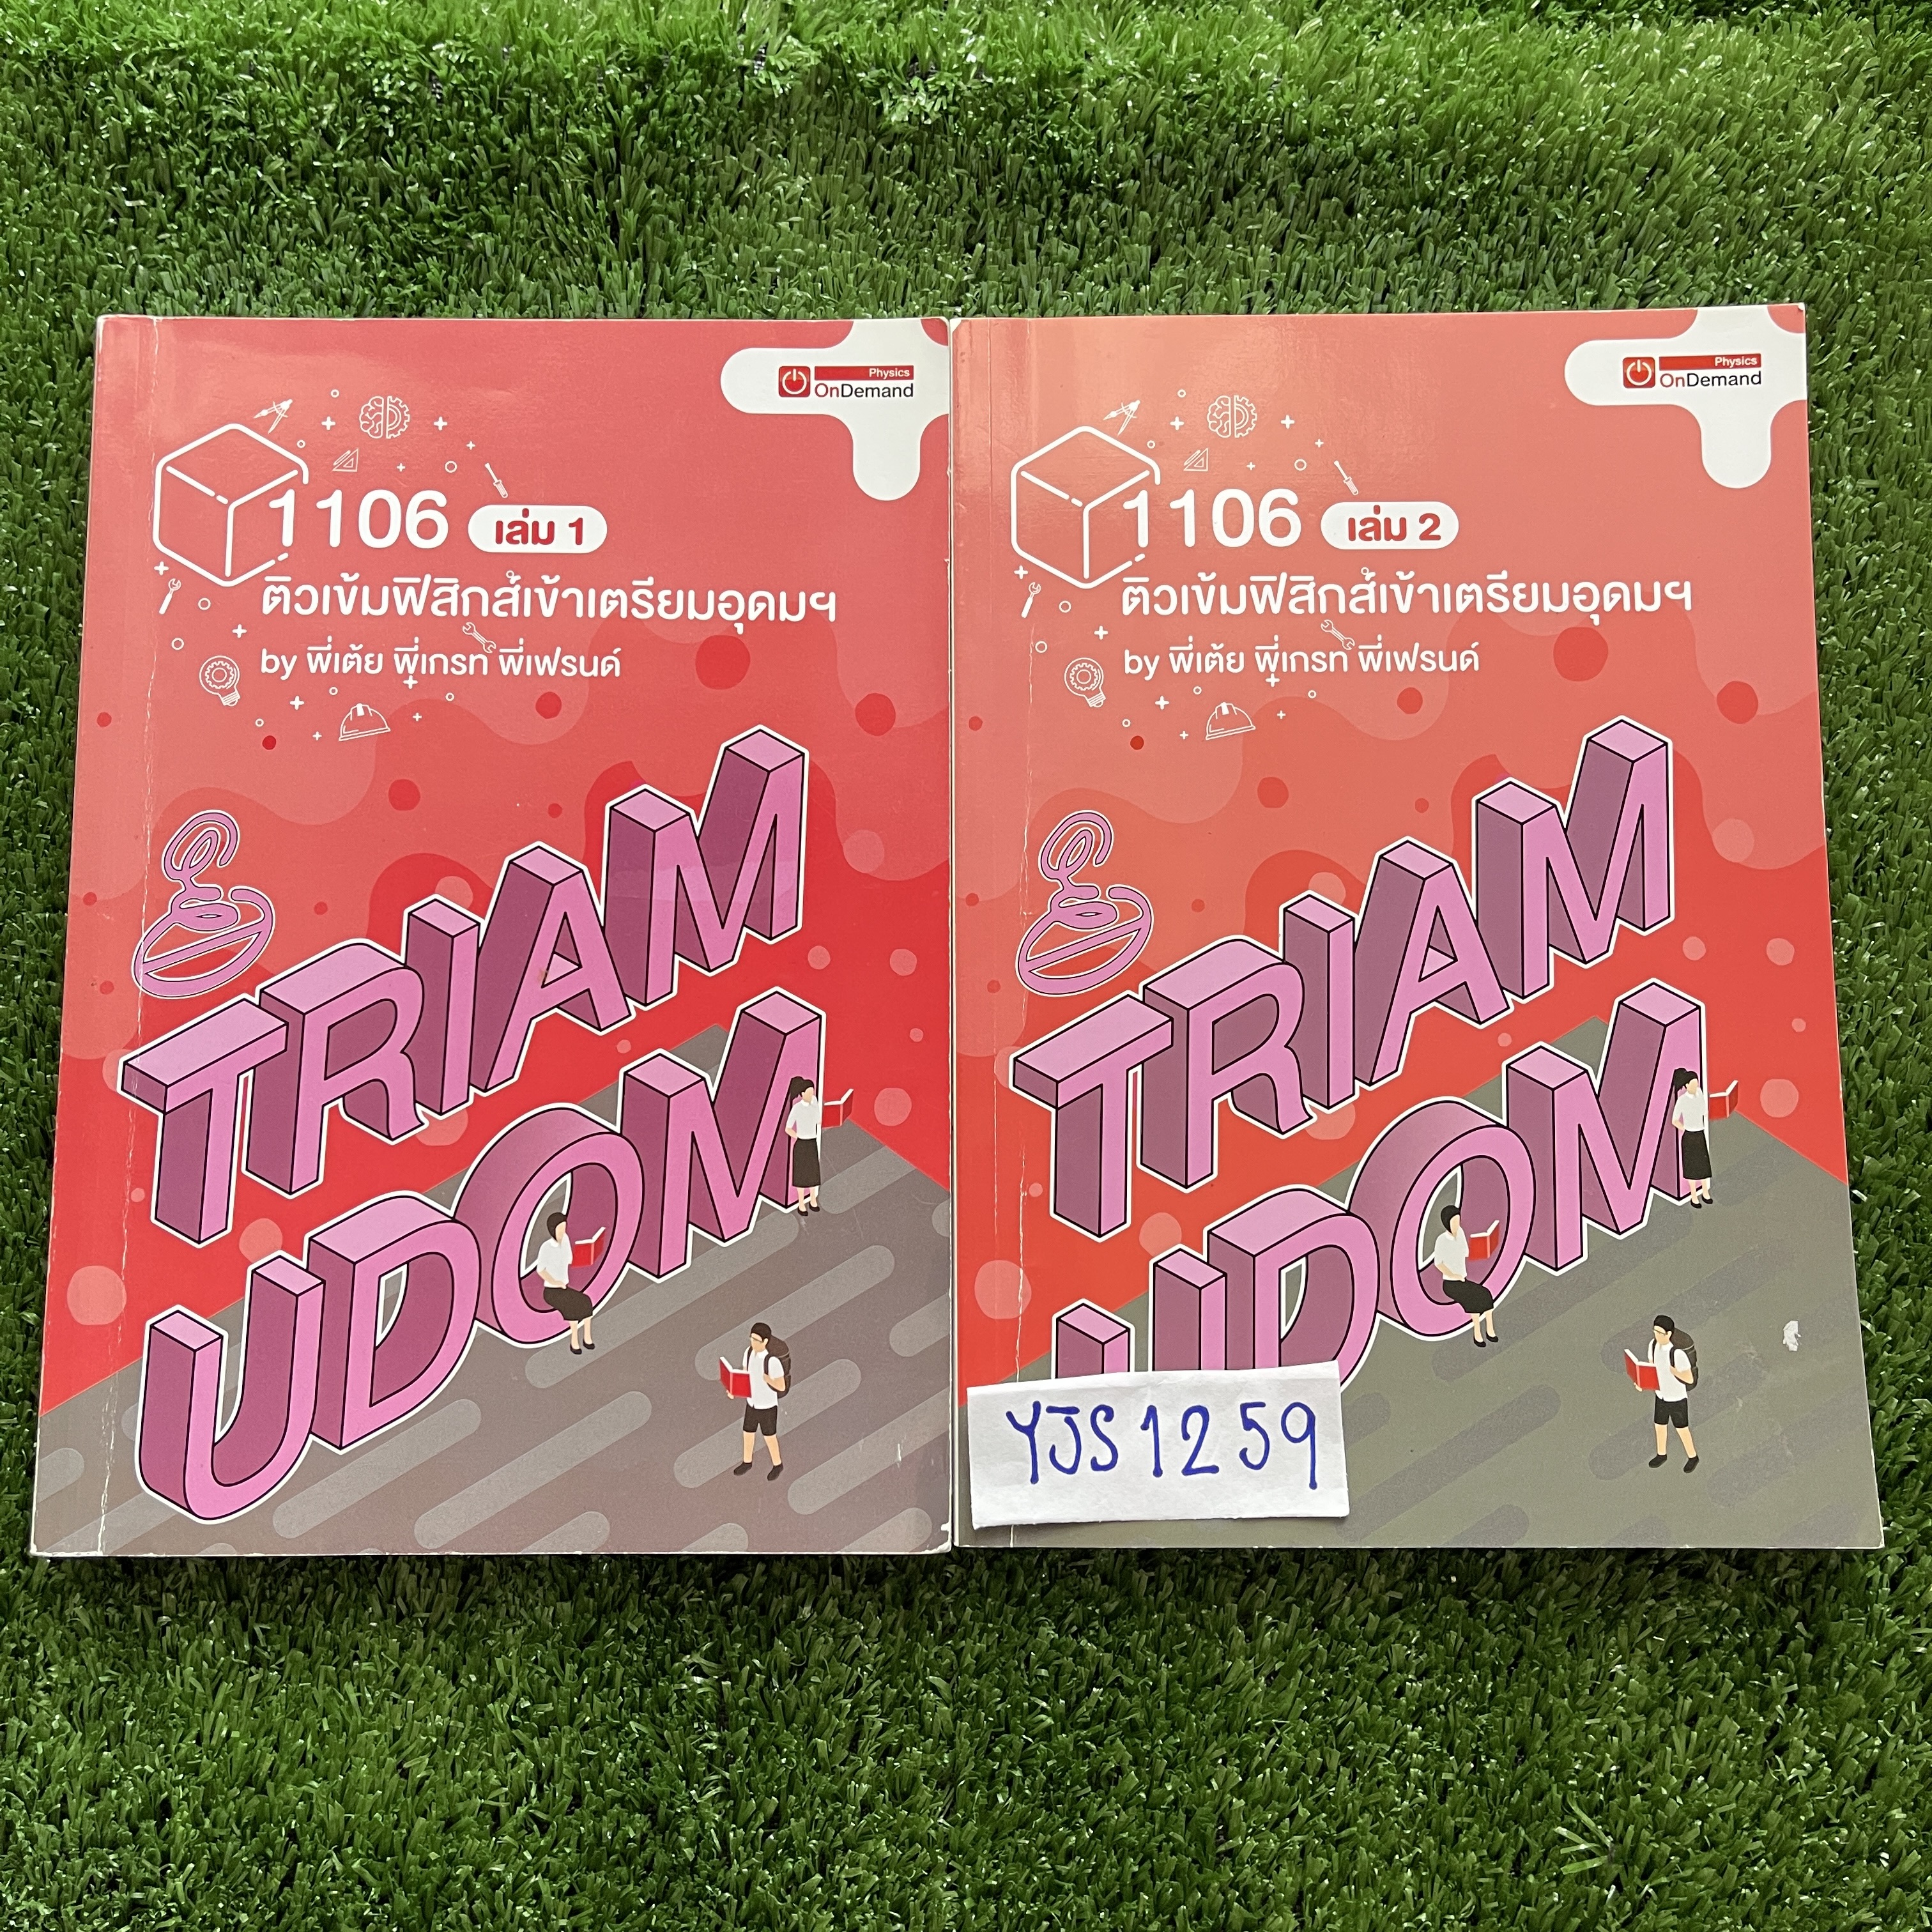 Physics
OnDemand
1106 เล่ม 1
ติวเข้มฟิสิกส์เข้าเตรียมอุดมฯ
by พี่เต้ย พี่เกรท พี่เฟรนด์
TRIAM
UDOM
Physics
OnDemand
1106 เล่ม 2
ติวเข้มฟิสิกส์เข้าเตรียมอุดมฯ
by พี่เต้ย พี่เกรท พี่เฟรนด์
TRIAM
UDOM
YJS1259